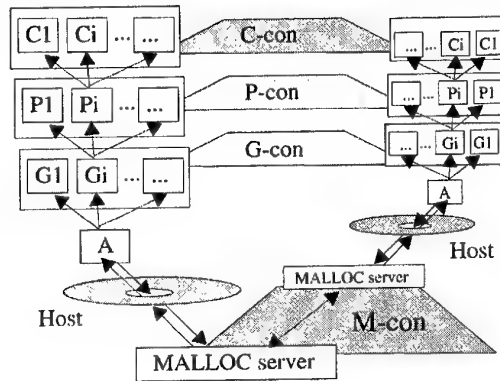 C1 Ci ... ...
C-con
... ... Ci C1
P1 Pi ... ...
P-con
... ... Pi P1
G1 Gi ... ...
G-con
... ... Gi G1
A
A
Host
MALLOC server
Host
M-con
MALLOC server